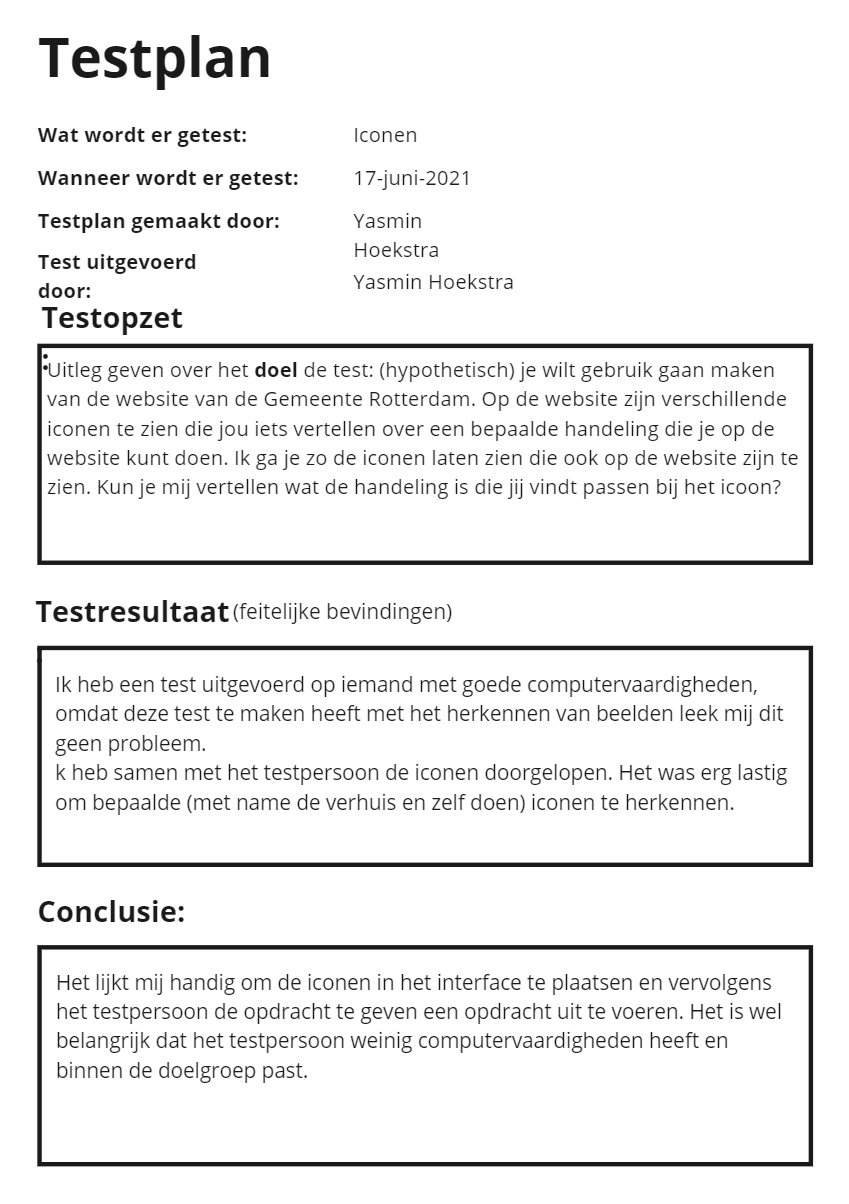 Testplan
Wat wordt er getest: Iconen
Wanneer wordt er getest: 17-juni-2021
Testplan gemaakt door: Yasmin
Hoekstra
Test uitgevoerd
door:
Yasmin Hoekstra
Testopzet
:
Uitleg geven over het doel de test: (hypothetisch) je wilt gebruik gaan maken
van de website van de Gemeente Rotterdam. Op de website zijn verschillende
iconen te zien die jou iets vertellen over een bepaalde handeling die je op de
website kunt doen. Ik ga je zo de iconen laten zien die ook op de website zijn te
zien. Kun je mij vertellen wat de handeling is die jij vindt passen bij het icoon?
Testresultaat (feitelijke bevindingen)
Ik heb een test uitgevoerd op iemand met goede computervaardigheden,
omdat deze test te maken heeft met het herkennen van beelden leek mij dit
geen probleem.
k heb samen met het testpersoon de iconen doorgelopen. Het was erg lastig
om bepaalde (met name de verhuis en zelf doen) iconen te herkennen.
Conclusie:
Het lijkt mij handig om de iconen in het interface te plaatsen en vervolgens
het testpersoon de opdracht te geven een opdracht uit te voeren. Het is wel
belangrijk dat het testpersoon weinig computervaardigheden heeft en
binnen de doelgroep past.